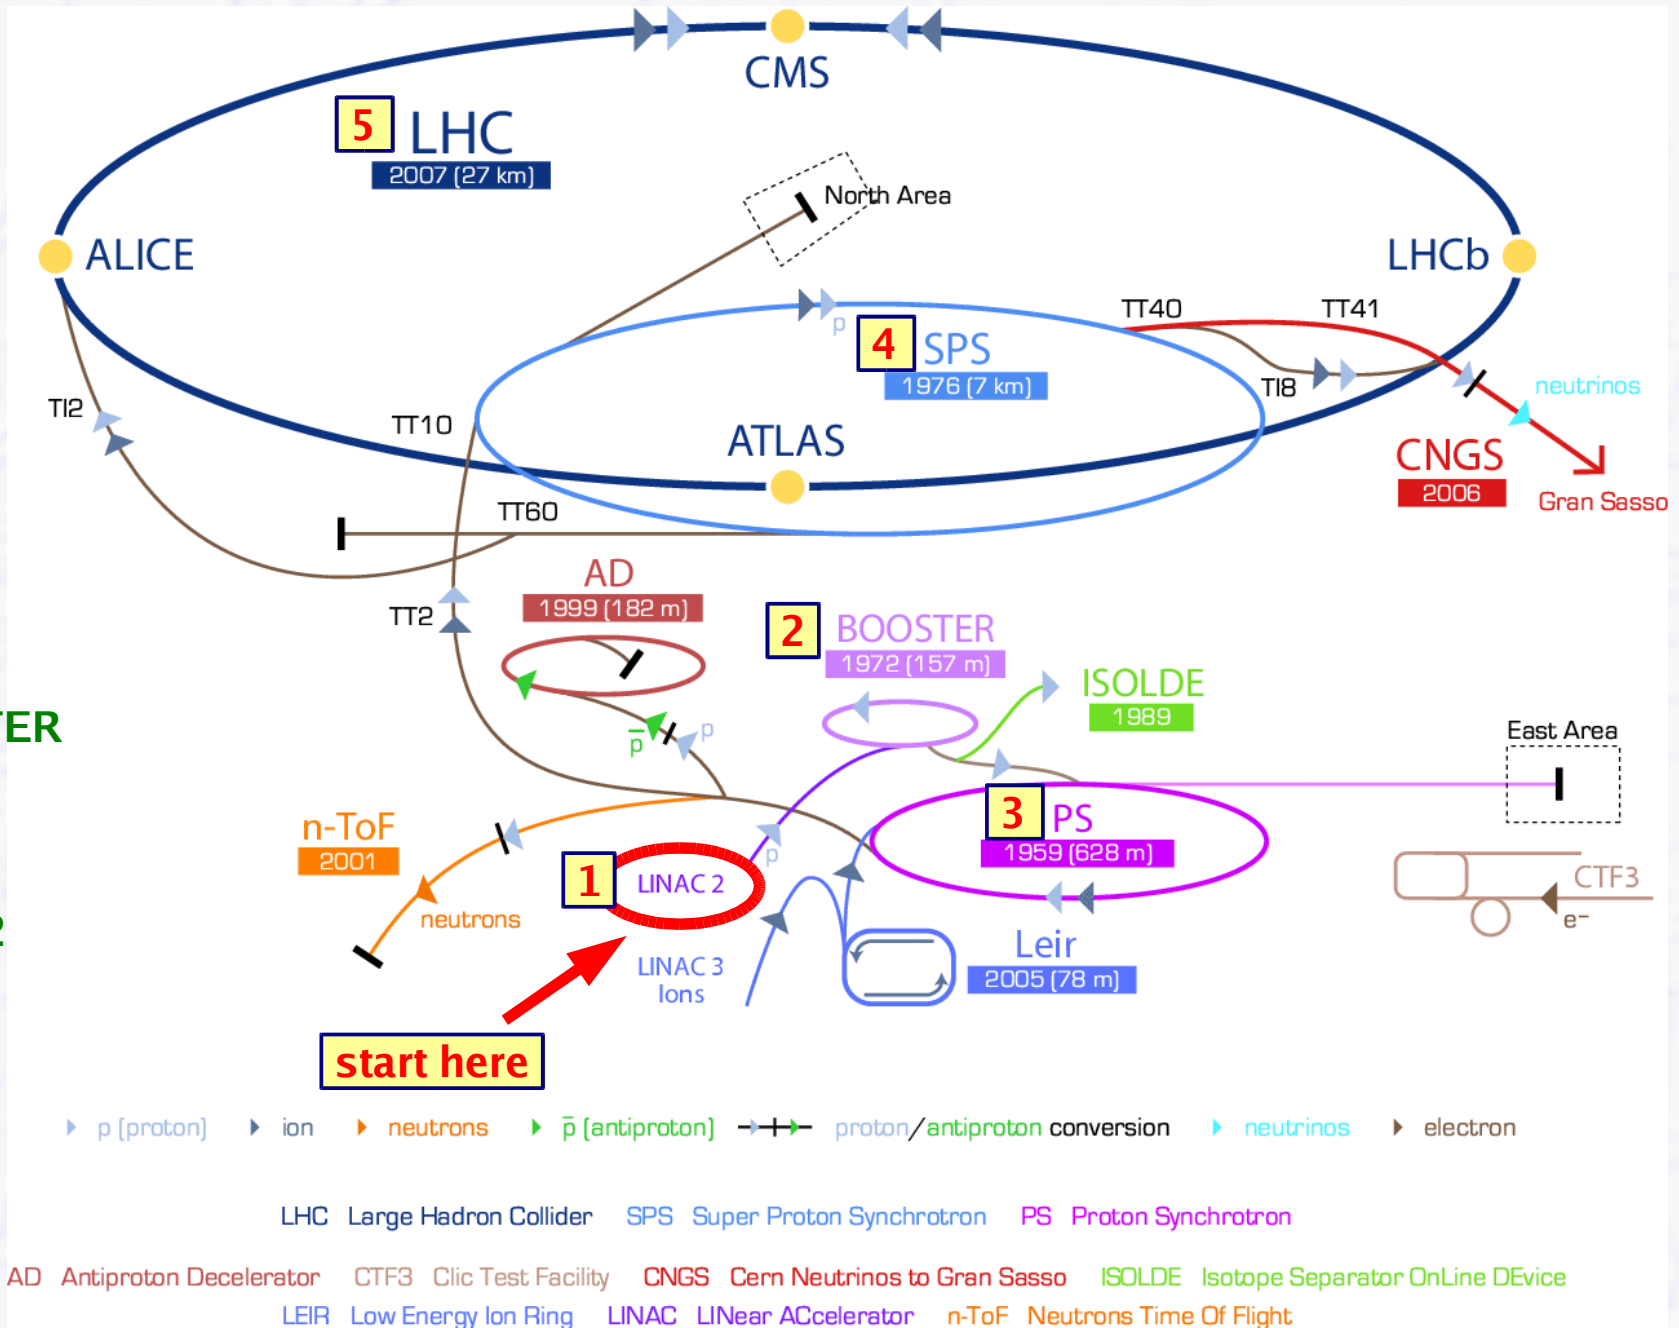 CMS
5
LHC
2007 (27 km)
North Area
ALICE
LHCb
TT40
TT41
p
4
SPS
1976 (7 km)
TI8
neutrinos
TI2
TT10
ATLAS
CNGS
2006
Gran Sasso
TT60
AD
1999 (182 m)
TT2
2
BOOSTER
1972 (157 m)
ISOLDE
1989
TER
p̅
p
East Area
n-ToF
2001
3
PS
1959 (628 m)
p
1
LINAC 2
CTF3
e⁻
neutrons
2
LINAC 3
Ions
Leir
2005 (78 m)
start here
p (proton) ion neutrons p̅ (antiproton) proton/antiproton conversion neutrinos electron
LHC Large Hadron Collider SPS Super Proton Synchrotron PS Proton Synchrotron
AD Antiproton Decelerator CTF3 Clic Test Facility CNGS Cern Neutrinos to Gran Sasso ISOLDE Isotope Separator OnLine DEvice
LEIR Low Energy Ion Ring LINAC LINear ACcelerator n-ToF Neutrons Time Of Flight